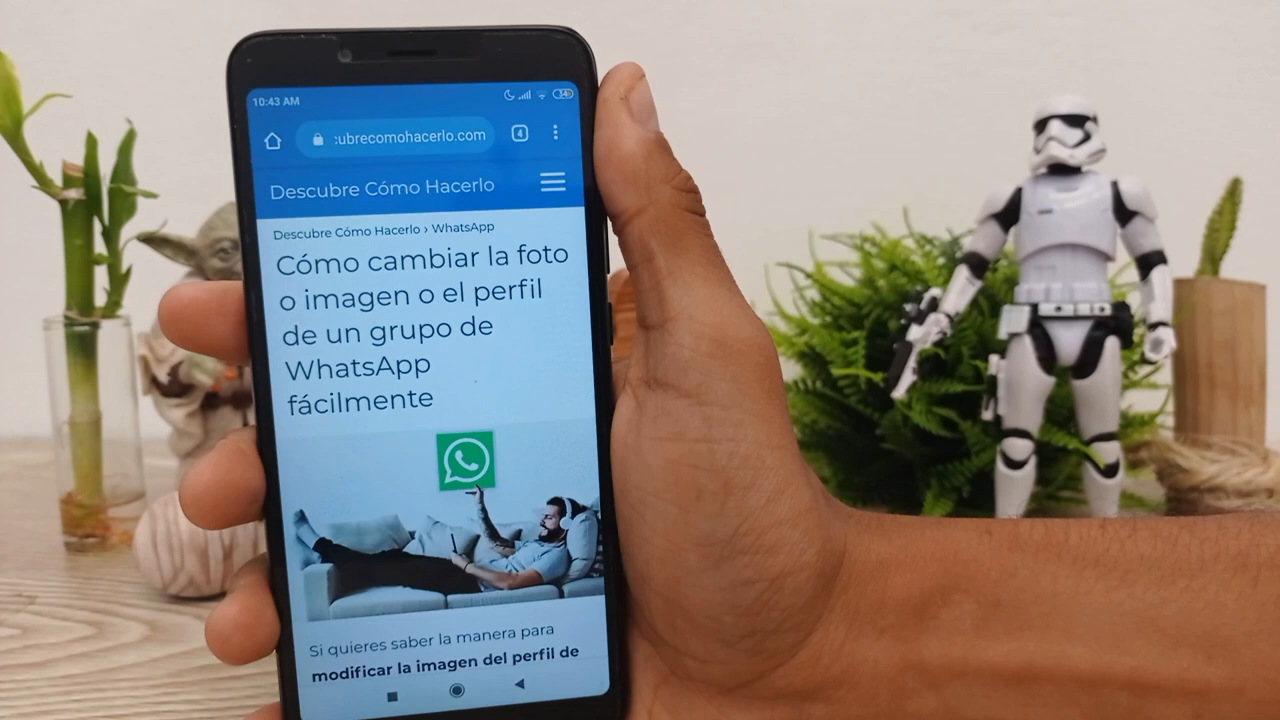 10:43 AM
:ubrecomohacerlo.com
4
Descubre Cómo Hacerlo
Descubre Cómo Hacerlo › WhatsApp
Cómo cambiar la foto
o imagen o el perfil
de un grupo de
WhatsApp
fácilmente
Si quieres saber la manera para
modificar la imagen del perfil de